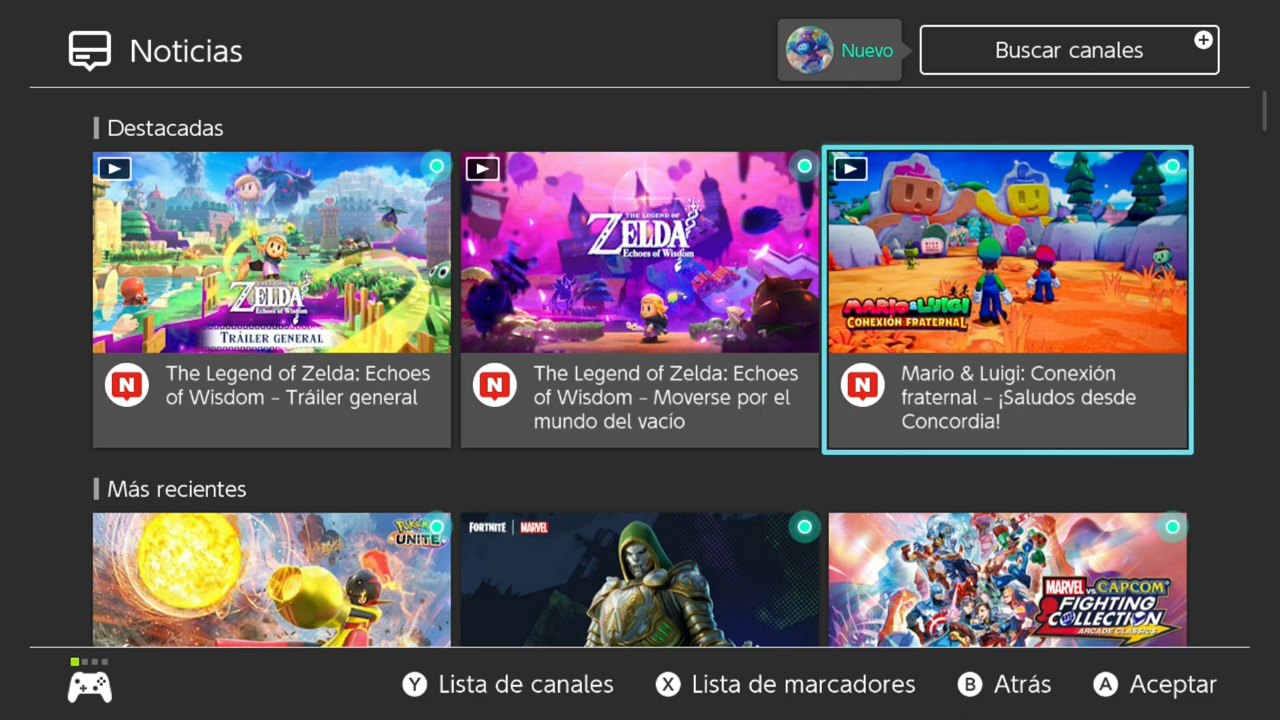 Noticias
Nuevo
Buscar canales
Destacadas
THE LEGEND OF
ZELDA
Echoes of Wisdom
TRÁILER GENERAL
THE LEGEND OF
ZELDA
Echoes of Wisdom
MARIO & LUIGI
CONEXIÓN FRATERNAL
N
The Legend of Zelda: Echoes
of Wisdom – Tráiler general
N
The Legend of Zelda: Echoes
of Wisdom – Moverse por el
mundo del vacío
N
Mario & Luigi: Conexión
fraternal – ¡Saludos desde
Concordia!
Más recientes
POKÉMON
UNITE
FORTNITE | MARVEL
MARVEL VS. CAPCOM
FIGHTING
COLLECTION
ARCADE CLASSICS
Y Lista de canales
X Lista de marcadores
B Atrás
A Aceptar